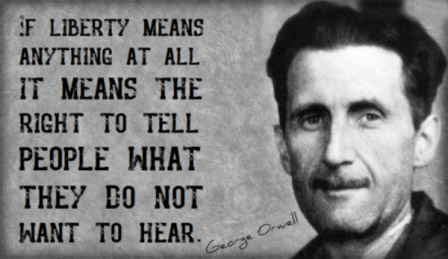 IF LIBERTY MEANS
ANYTHING AT ALL
IT MEANS THE
RIGHT TO TELL
PEOPLE WHAT
THEY DO NOT
WANT TO HEAR.
George Orwell